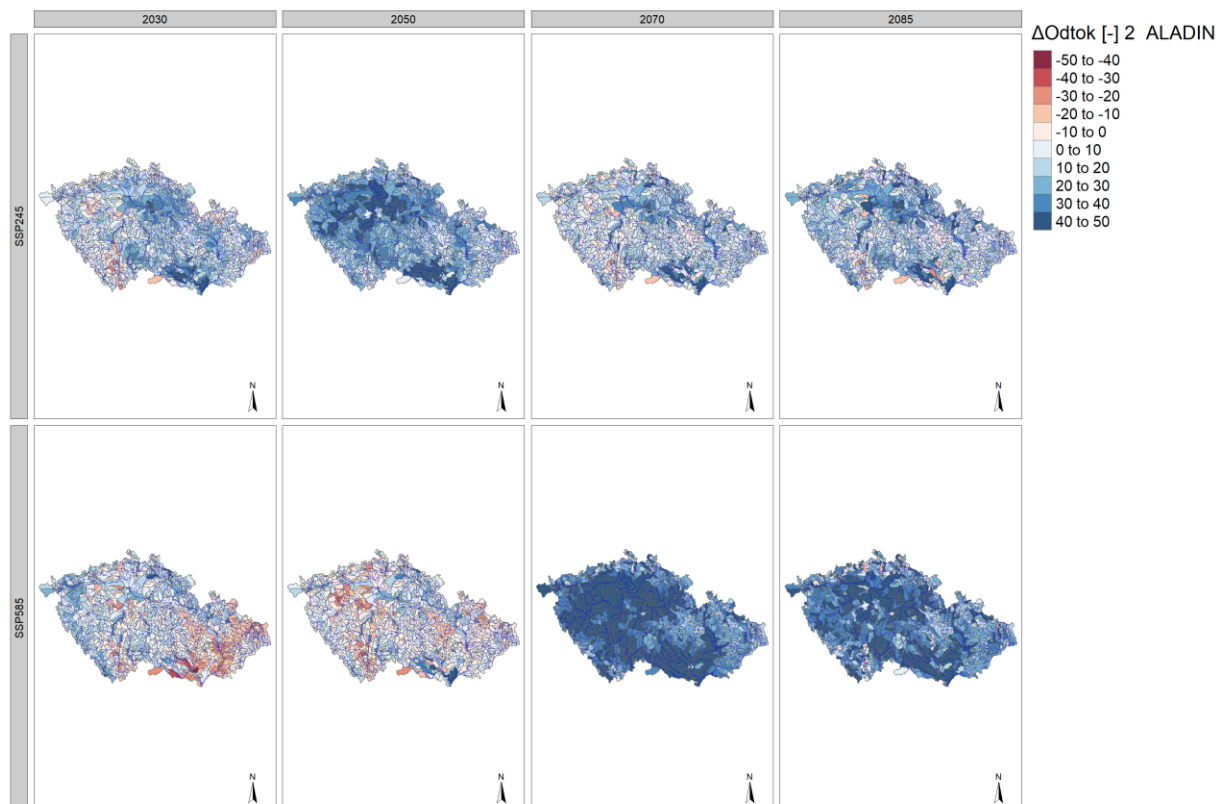 2030 2050 2070 2085
ΔOdtok [-] 2 ALADIN
-50 to -40
-40 to -30
-30 to -20
-20 to -10
-10 to 0
0 to 10
10 to 20
20 to 30
30 to 40
40 to 50
SSP245
N N N N
SSP585
N N N N